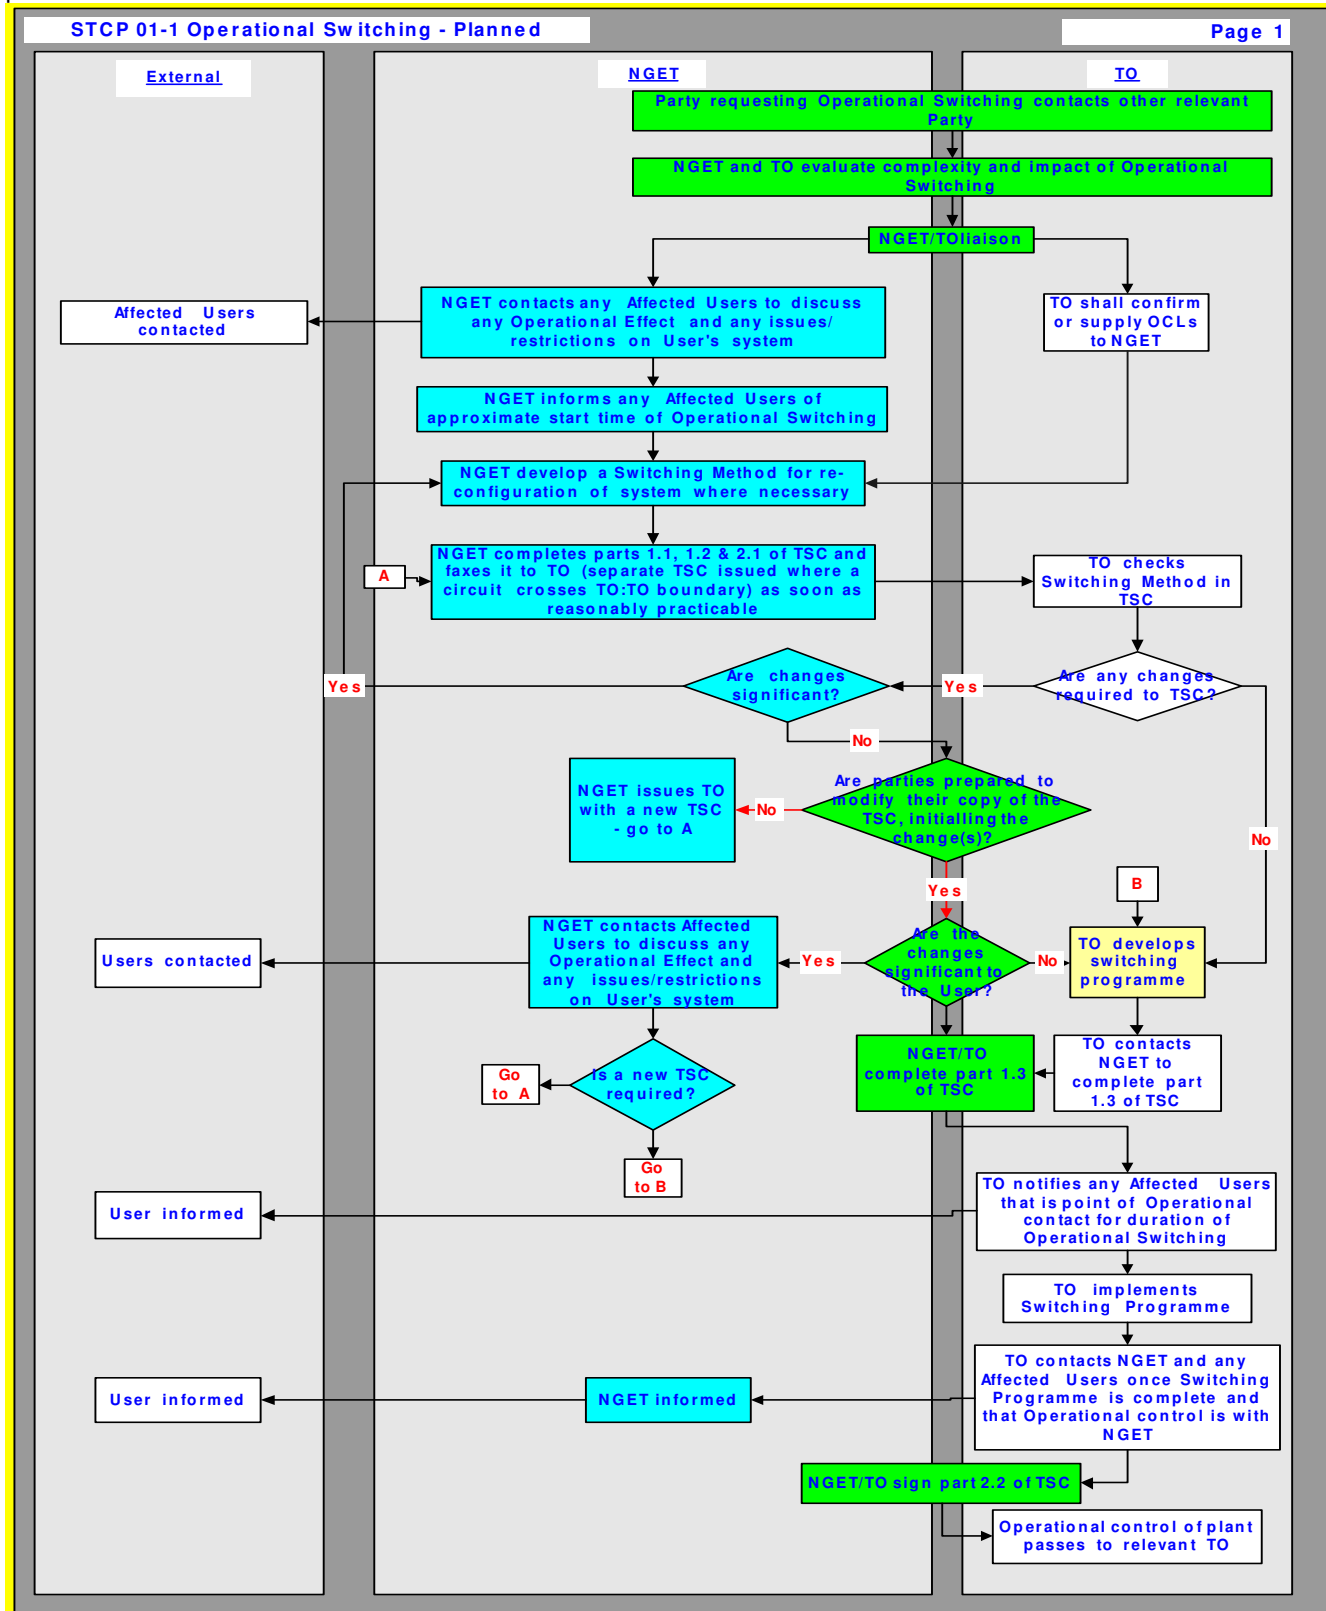 STCP 01-1 Operational Switching - Planned
Page 1
External
NGET
TO
Party requesting Operational Switching contacts other relevant
Party
NGET and TO evaluate complexity and impact of Operational
Switching
NGET/TOliaison
NGET contacts any Affected Users to discuss
any Operational Effect and any issues/
restrictions on User's system
Affected Users
contacted
TO shall confirm
or supply OCLs
to NGET
NGET informs any Affected Users of
approximate start time of Operational Switching
NGET develop a Switching Method for re-
configuration of system where necessary
NGET completes parts 1.1, 1.2 & 2.1 of TSC and
faxes it to TO (separate TSC issued where a
circuit crosses TO:TO boundary) as soon as
reasonably practicable
A
TO checks
Switching Method in
TSC
Are any changes
required to TSC?
Yes
Are changes
significant?
Yes
No
No
Are parties prepared to
modify their copy of the
TSC, initialling the
change(s)?
No
NGET issues TO
with a new TSC
- go to A
Yes
B
Are the
changes
significant to
the User?
No
TO develops
switching
programme
Yes
NGET contacts Affected
Users to discuss any
Operational Effect and
any issues/restrictions
on User's system
Users contacted
Is a new TSC
required?
Go
to A
Go
to B
NGET/TO
complete part 1.3
of TSC
TO contacts
NGET to
complete part
1.3 of TSC
TO notifies any Affected Users
that is point of Operational
contact for duration of
Operational Switching
User informed
TO implements
Switching Programme
TO contacts NGET and any
Affected Users once Switching
Programme is complete and
that Operational control is with
NGET
NGET informed
User informed
NGET/TO sign part 2.2 of TSC
Operational control of plant
passes to relevant TO